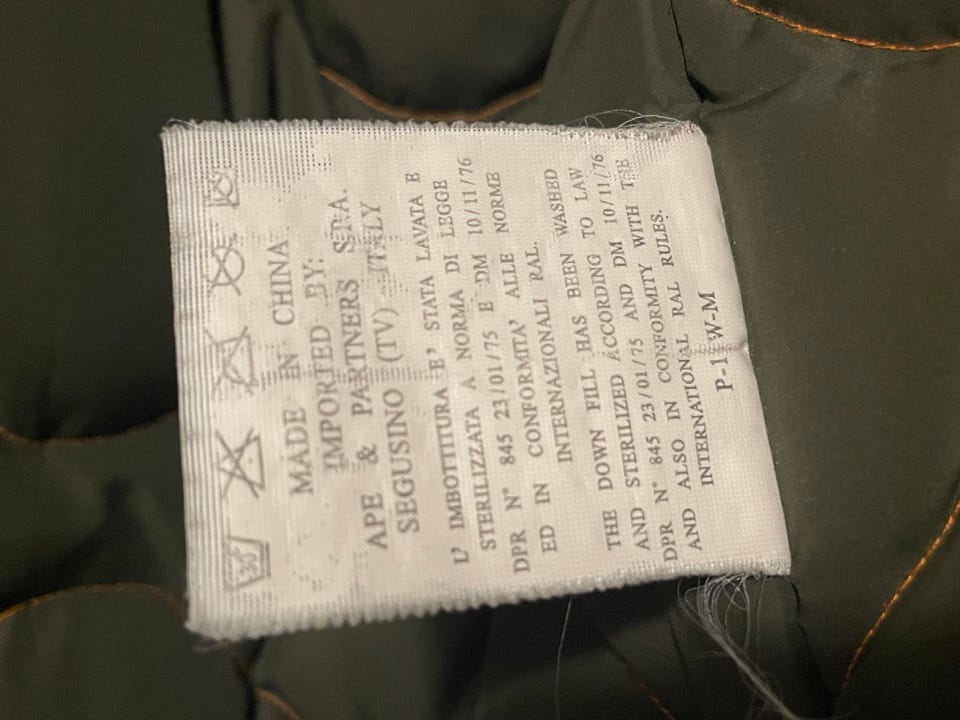 30
MADE IN CHINA
IMPORTED BY:
APE & PARTNERS S.P.A.
SEGUSINO (TV) ITALY
L' IMBOTTITURA E' STATA LAVATA E
STERILIZZATA A NORMA DI LEGGE
DPR N° 845 23/01/75 E DM 10/11/76
ED IN CONFORMITA' ALLE NORME
INTERNAZIONALI RAL.
THE DOWN FILL HAS BEEN WASHED
AND STERILIZED ACCORDING TO LAW
DPR N° 845 23/01/75 AND DM 10/11/76
AND ALSO IN CONFORMITY WITH THE
INTERNATIONAL RAL RULES.